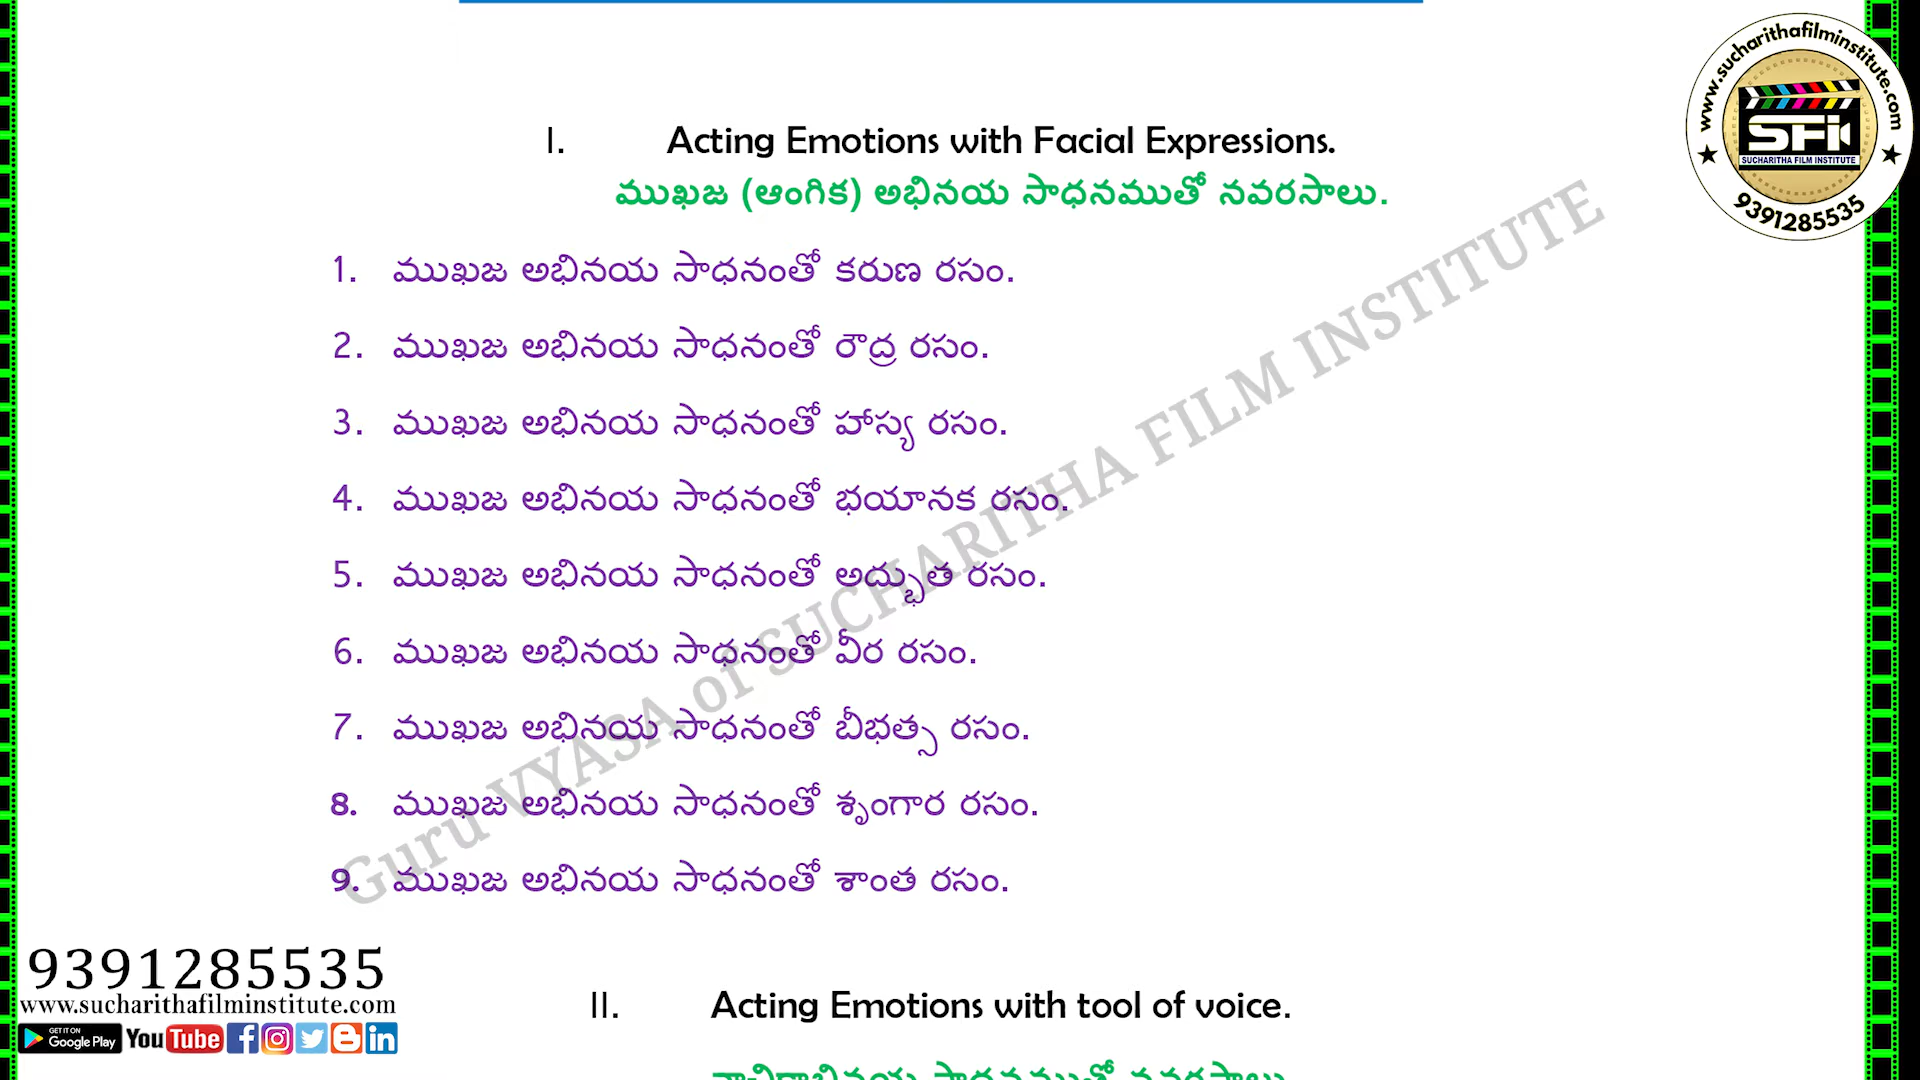 I. Acting Emotions with Facial Expressions.
ముఖజ (ఆంగిక) అభినయ సాధనముతో నవరసాలు.
1. ముఖజ అభినయ సాధనంతో కరుణ రసం.
2. ముఖజ అభినయ సాధనంతో రౌద్ర రసం.
3. ముఖజ అభినయ సాధనంతో హాస్య రసం.
4. ముఖజ అభినయ సాధనంతో భయానక రసం.
5. ముఖజ అభినయ సాధనంతో అద్భుత రసం.
6. ముఖజ అభినయ సాధనంతో వీర రసం.
7. ముఖజ అభినయ సాధనంతో బీభత్స రసం.
8. ముఖజ అభినయ సాధనంతో శృంగార రసం.
9. ముఖజ అభినయ సాధనంతో శాంత రసం.
II. Acting Emotions with tool of voice.
వాచికాభినయ సాధనముతో నవరసాలు
Guru VYASA of SUCHARITHA FILM INSTITUTE
www.sucharithafilminstitute.com
SFI
SUCHARITHA FILM INSTITUTE
9391285535
9391285535
www.sucharithafilminstitute.com
GET IT ON
Google Play
YouTube